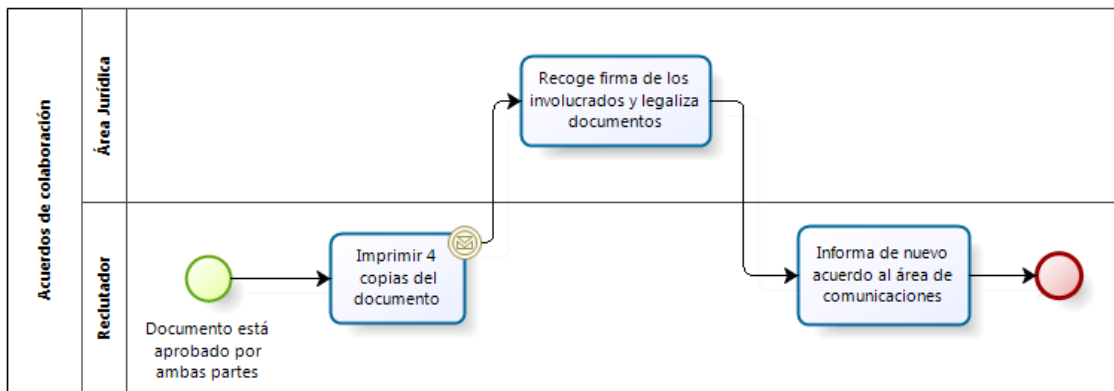 Acuerdos de colaboración
Área Jurídica
Recoge firma de los
involucrados y legaliza
documentos
Reclutador
Documento está
aprobado por
ambas partes
Imprimir 4
copias del
documento
Informa de nuevo
acuerdo al área de
comunicaciones